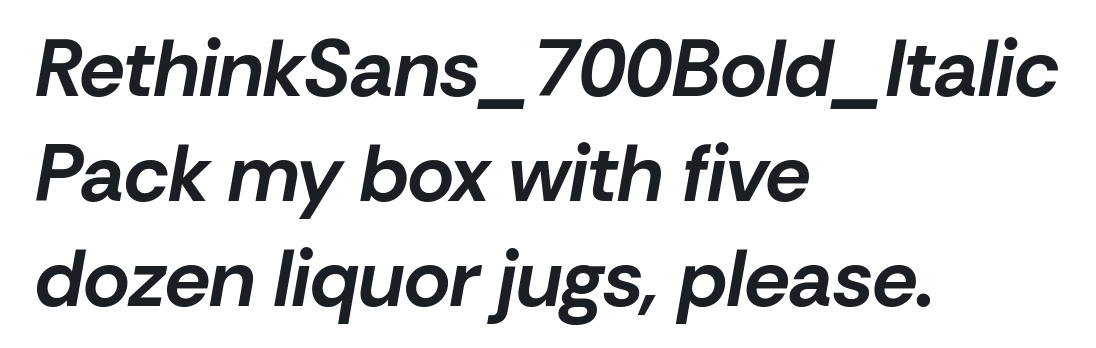 RethinkSans_700Bold_Italic
Pack my box with five
dozen liquor jugs, please.